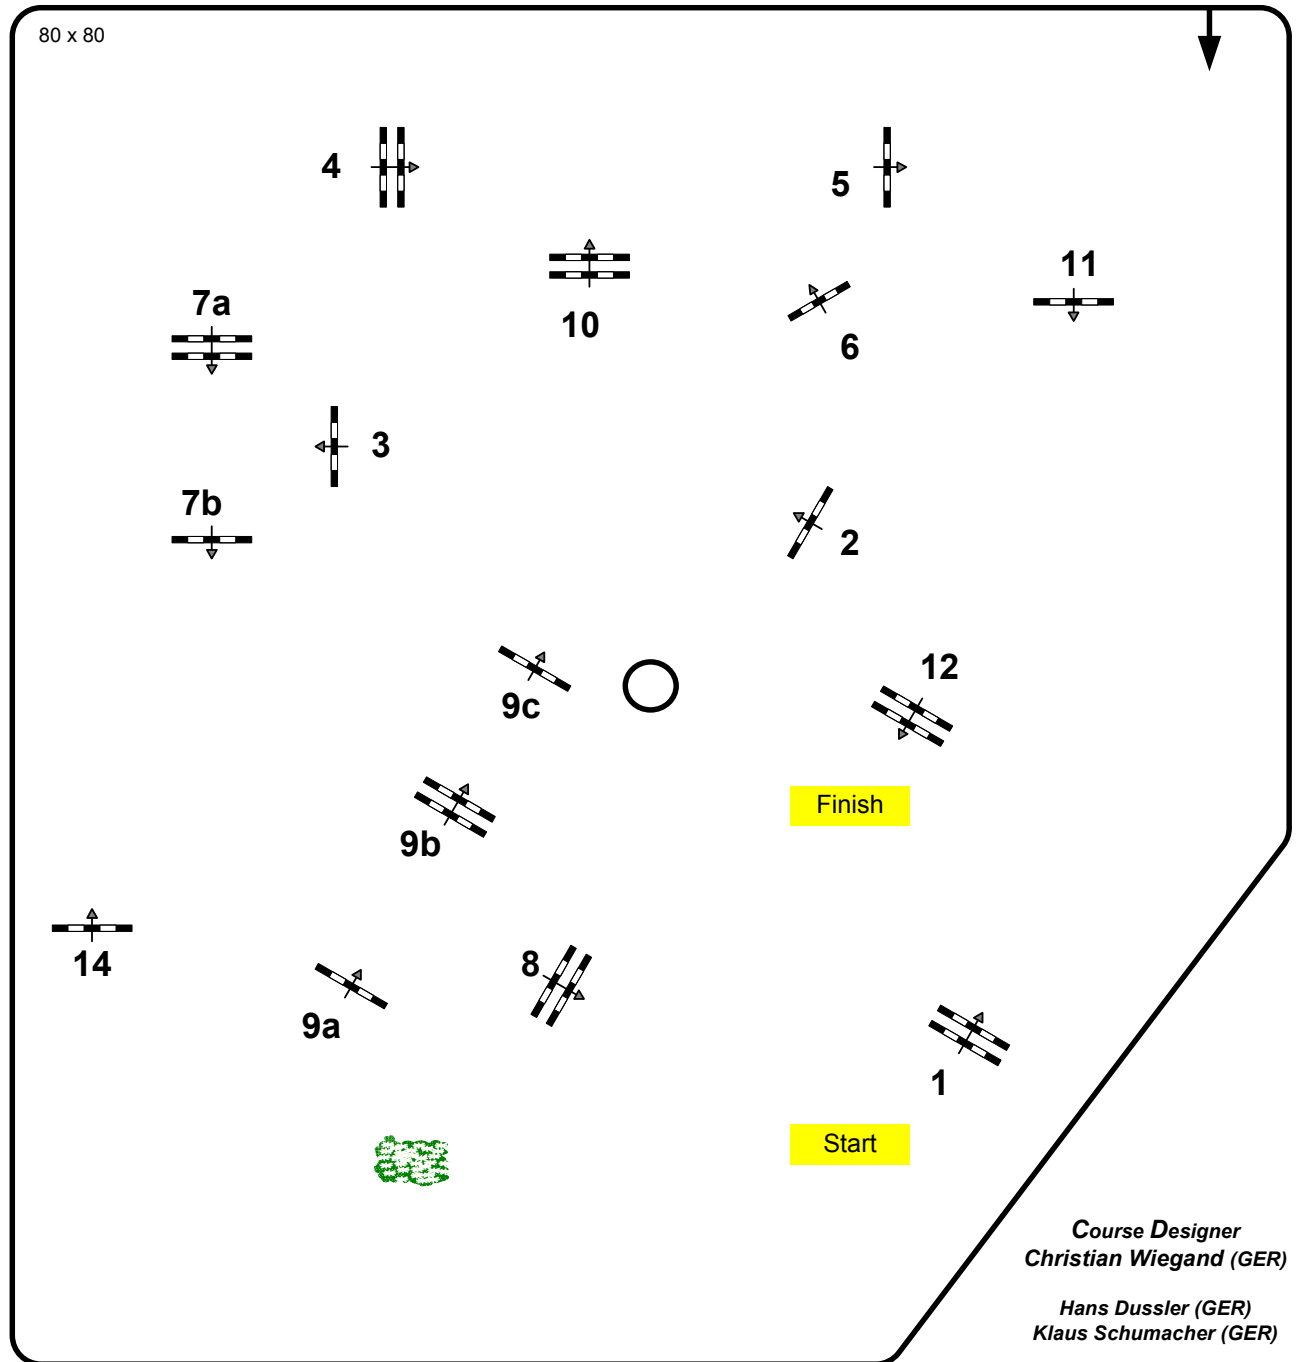 80 x 80
4
5
11
7a
10
6
3
7b
2
12
9c
Finish
9b
14
8
9a
1
Start
Course Designer
Christian Wiegand (GER)
Hans Dussler (GER)
Klaus Schumacher (GER)